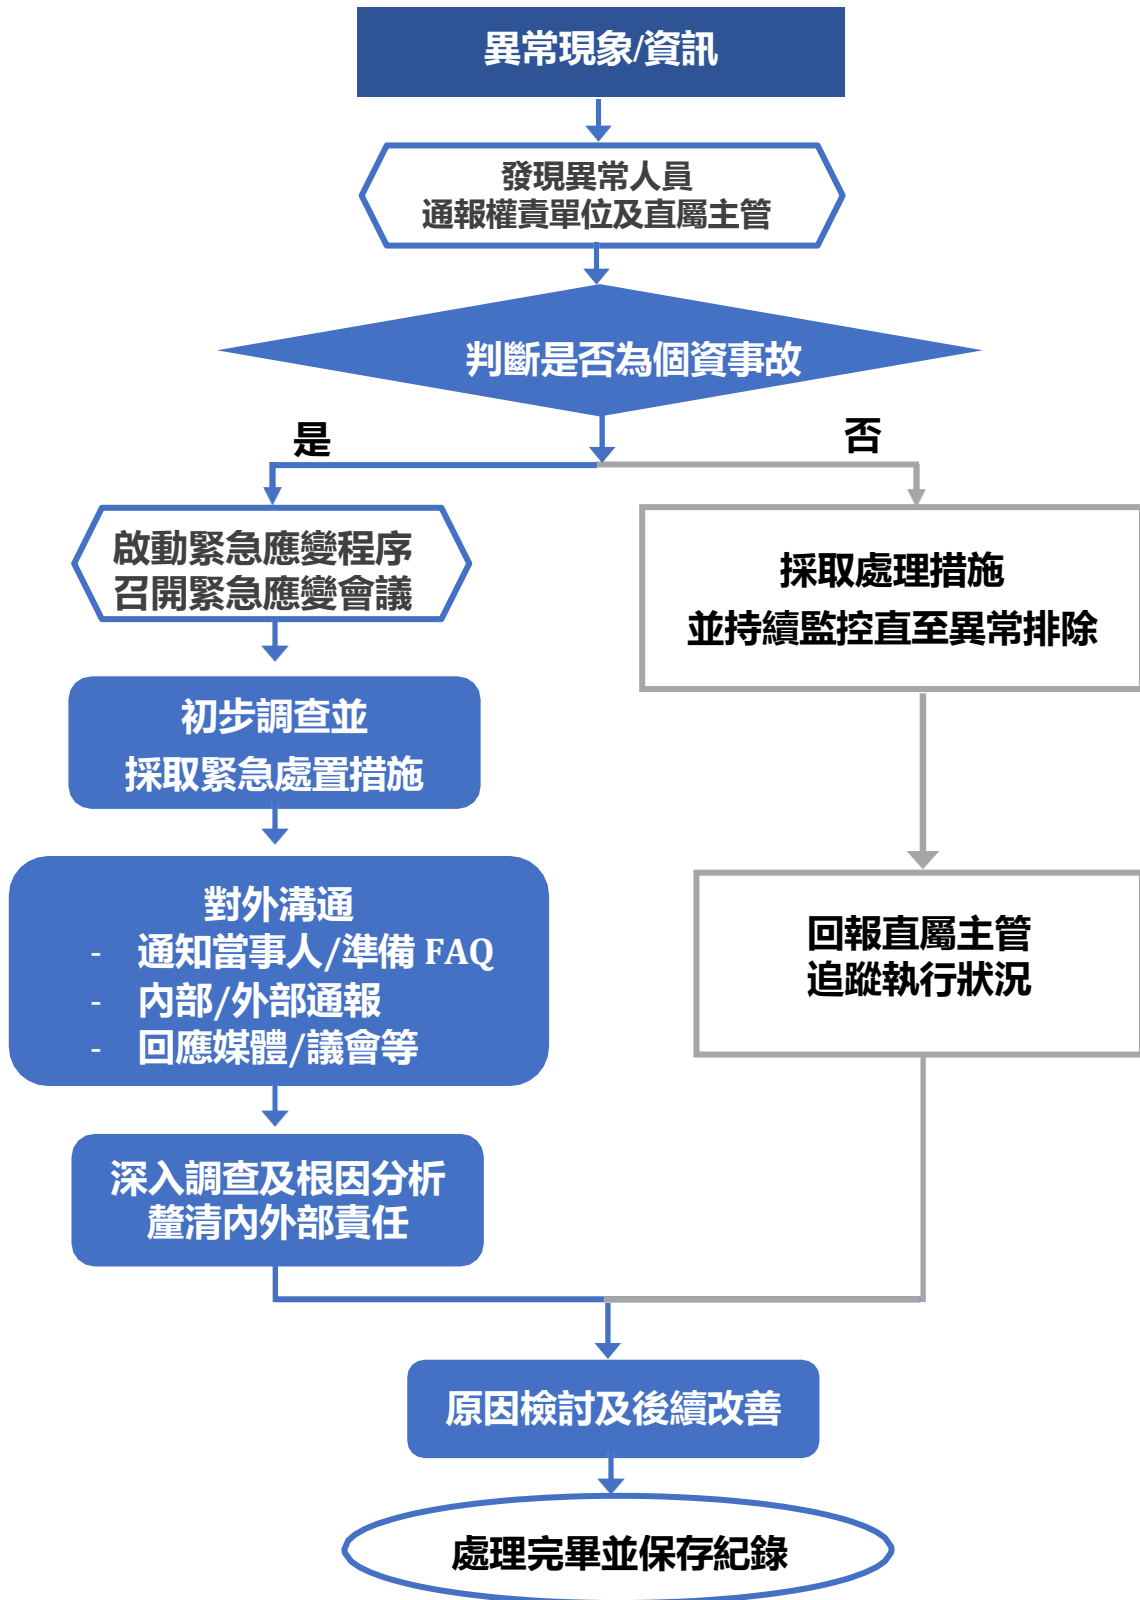 異常現象/資訊
發現異常人員
通報權責單位及直屬主管
判斷是否為個資事故
是
否
啟動緊急應變程序
召開緊急應變會議
採取處理措施
並持續監控直至異常排除
初步調查並
採取緊急處置措施
對外溝通
- 通知當事人/準備 FAQ
- 內部/外部通報
- 回應媒體/議會等
回報直屬主管
追蹤執行狀況
深入調查及根因分析
釐清內外部責任
原因檢討及後續改善
處理完畢並保存紀錄